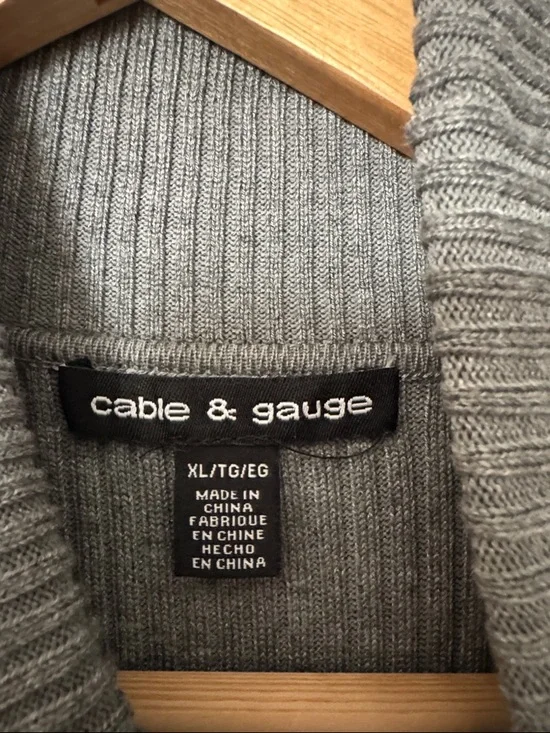 cable & gauge
XL/TG/EG
MADE IN
CHINA
FABRIQUE
EN CHINE
HECHO
EN CHINA